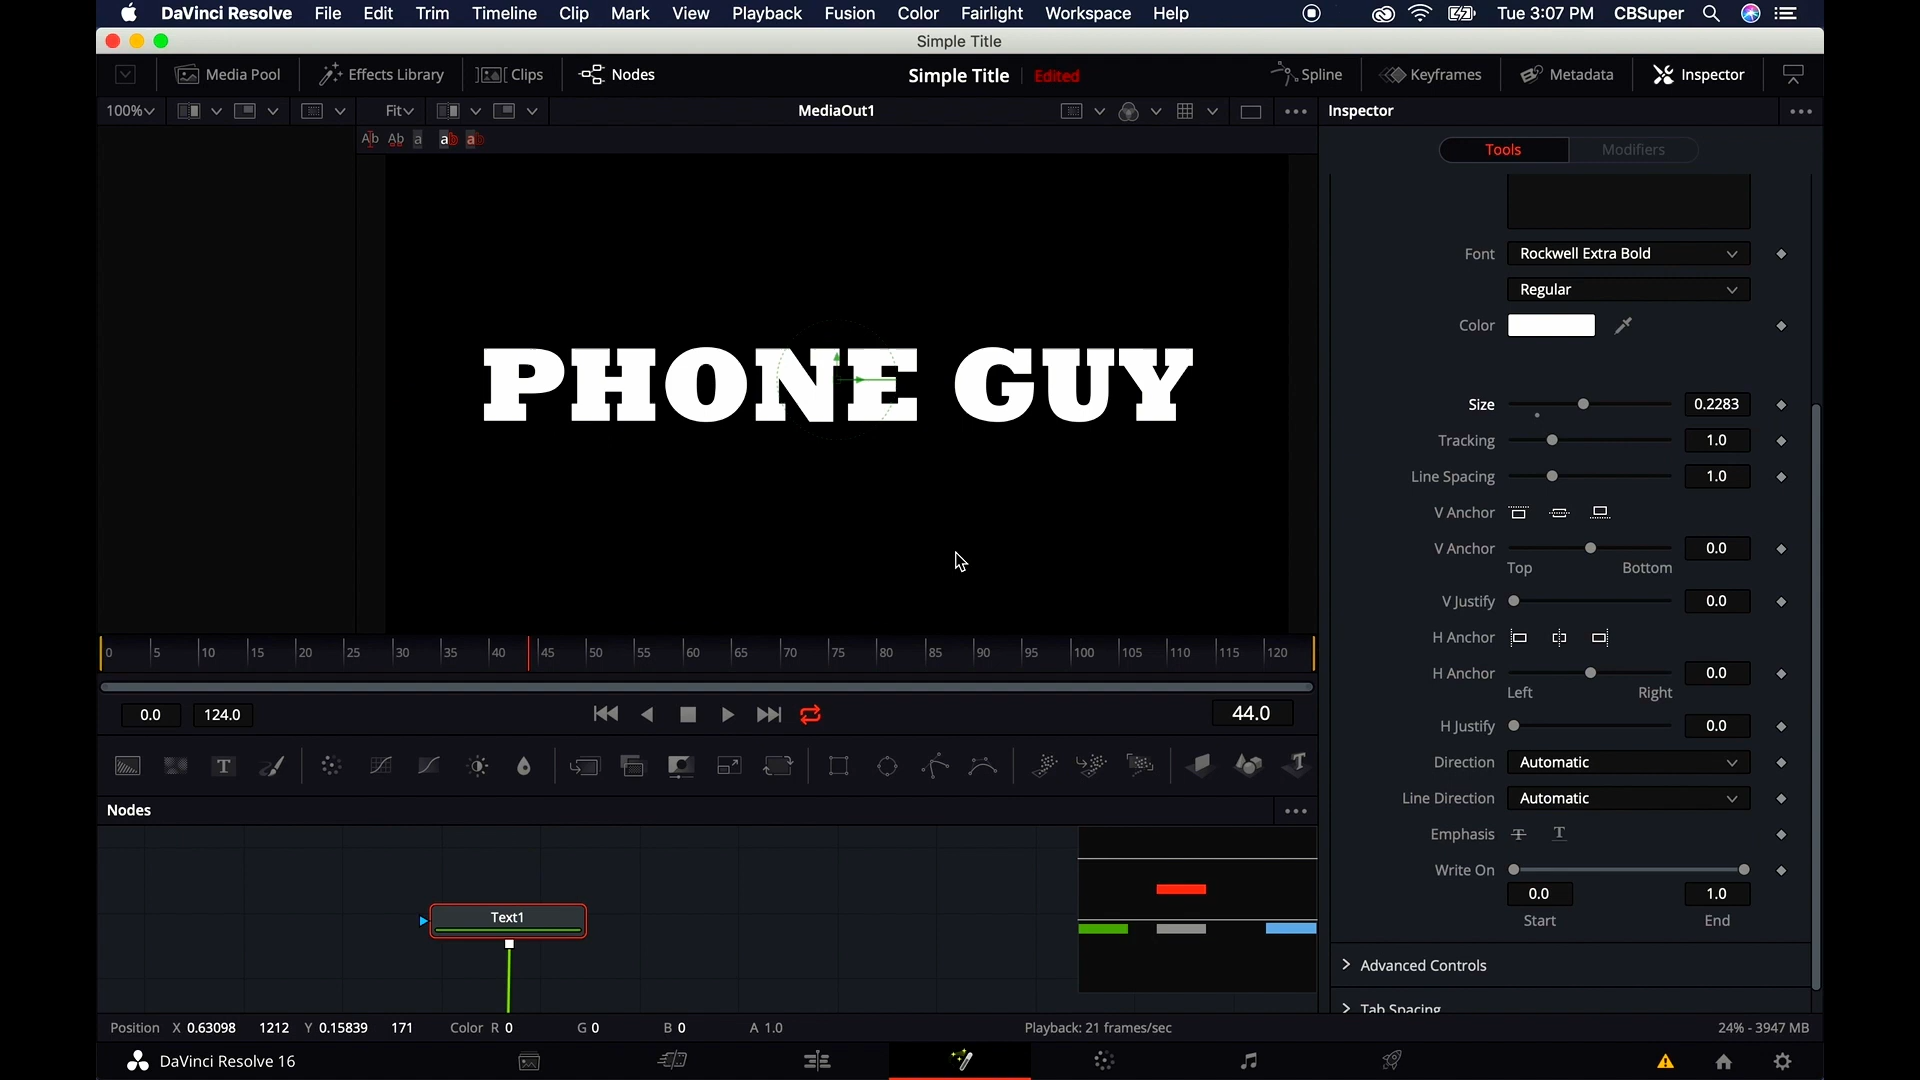 DaVinci Resolve File Edit Trim Timeline Clip Mark View Playback Fusion Color Fairlight Workspace Help Tue 3:07 PM CBSuper
Simple Title
Media Pool Effects Library Clips Nodes Simple Title Edited Spline Keyframes Metadata Inspector
100% Fit MediaOut1 Inspector
Ab Ab a ab ab
Tools Modifiers
Font Rockwell Extra Bold
Regular
Color
PHONE GUY
Size 0.2283
Tracking 1.0
Line Spacing 1.0
V Anchor
V Anchor 0.0
Top Bottom
V Justify 0.0
H Anchor
H Anchor 0.0
Left Right
H Justify 0.0
Direction Automatic
Line Direction Automatic
Emphasis T T
Write On
0.0 1.0
Start End
Advanced Controls
Tab Spacing
0 5 10 15 20 25 30 35 40 45 50 55 60 65 70 75 80 85 90 95 100 105 110 115 120
0.0 124.0 44.0
T T
Nodes
Text1
Position X 0.63098 1212 Y 0.15839 171 Color R 0 G 0 B 0 A 1.0 Playback: 21 frames/sec 24% - 3947 MB
DaVinci Resolve 16